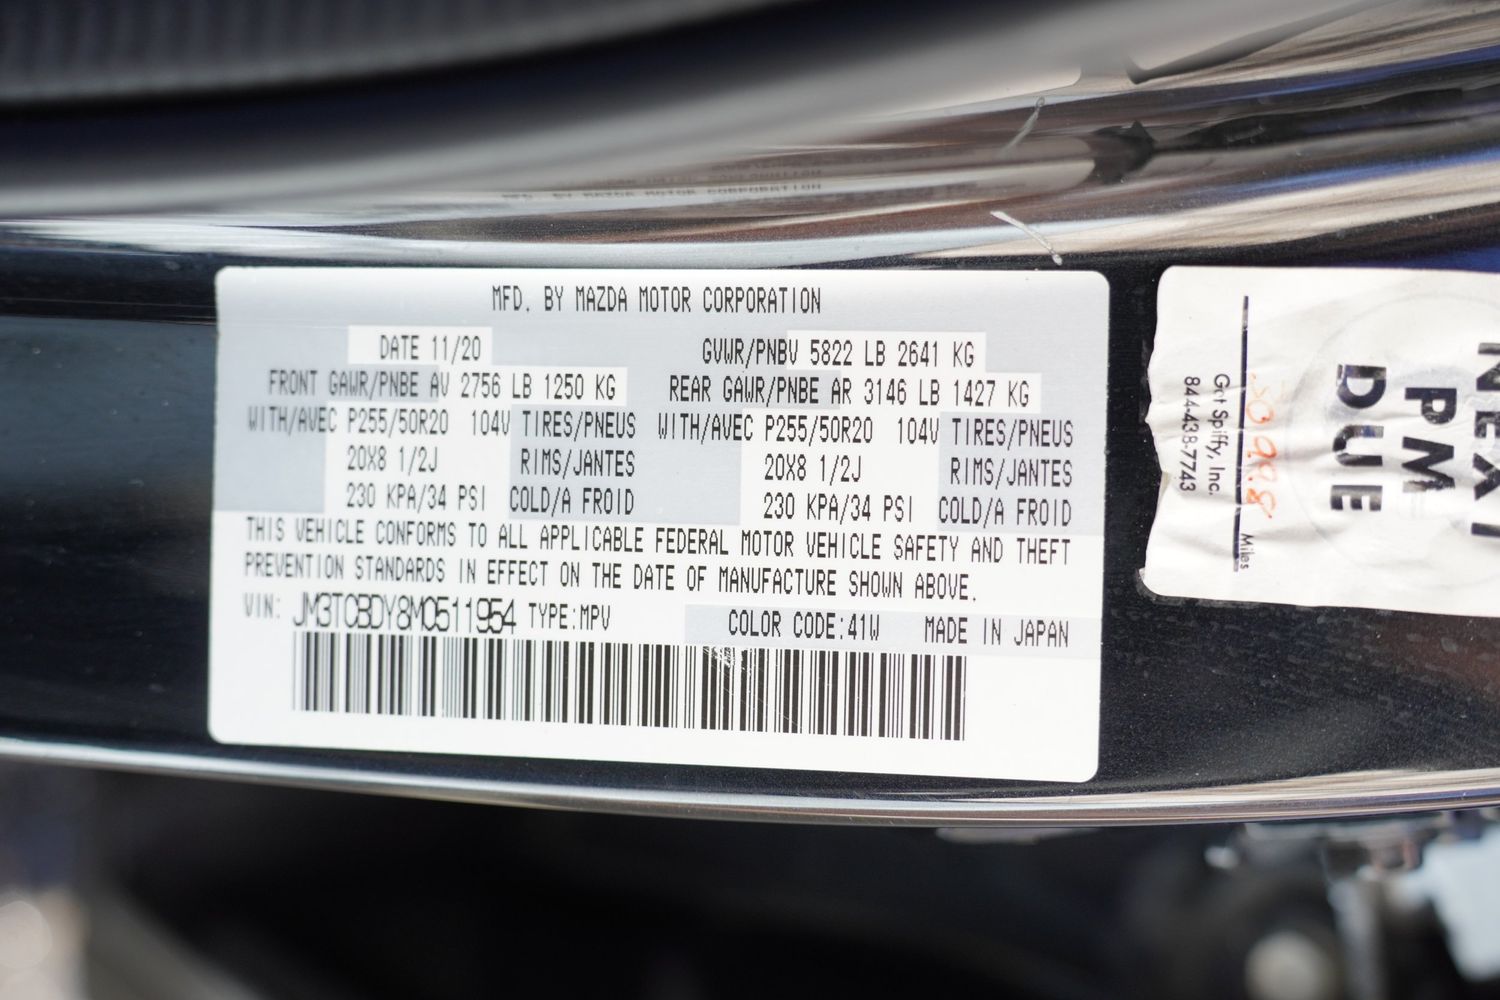 MFD. BY MAZDA MOTOR CORPORATION
DATE 11/20 GVWR/PNBV 5822 LB 2641 KG
FRONT GAWR/PNBE AV 2756 LB 1250 KG REAR GAWR/PNBE AR 3146 LB 1427 KG
WITH/AVEC P255/50R20 104V TIRES/PNEUS WITH/AVEC P255/50R20 104V TIRES/PNEUS
20X8 1/2J RIMS/JANTES 20X8 1/2J RIMS/JANTES
230 KPA/34 PSI COLD/A FROID 230 KPA/34 PSI COLD/A FROID
THIS VEHICLE CONFORMS TO ALL APPLICABLE FEDERAL MOTOR VEHICLE SAFETY AND THEFT
PREVENTION STANDARDS IN EFFECT ON THE DATE OF MANUFACTURE SHOWN ABOVE.
VIN: JM3TCBDY8M0511954 TYPE:MPV COLOR CODE:41W MADE IN JAPAN
NEXT
PM
DUE
Miles
Get Spiffy, Inc.
844-438-7743